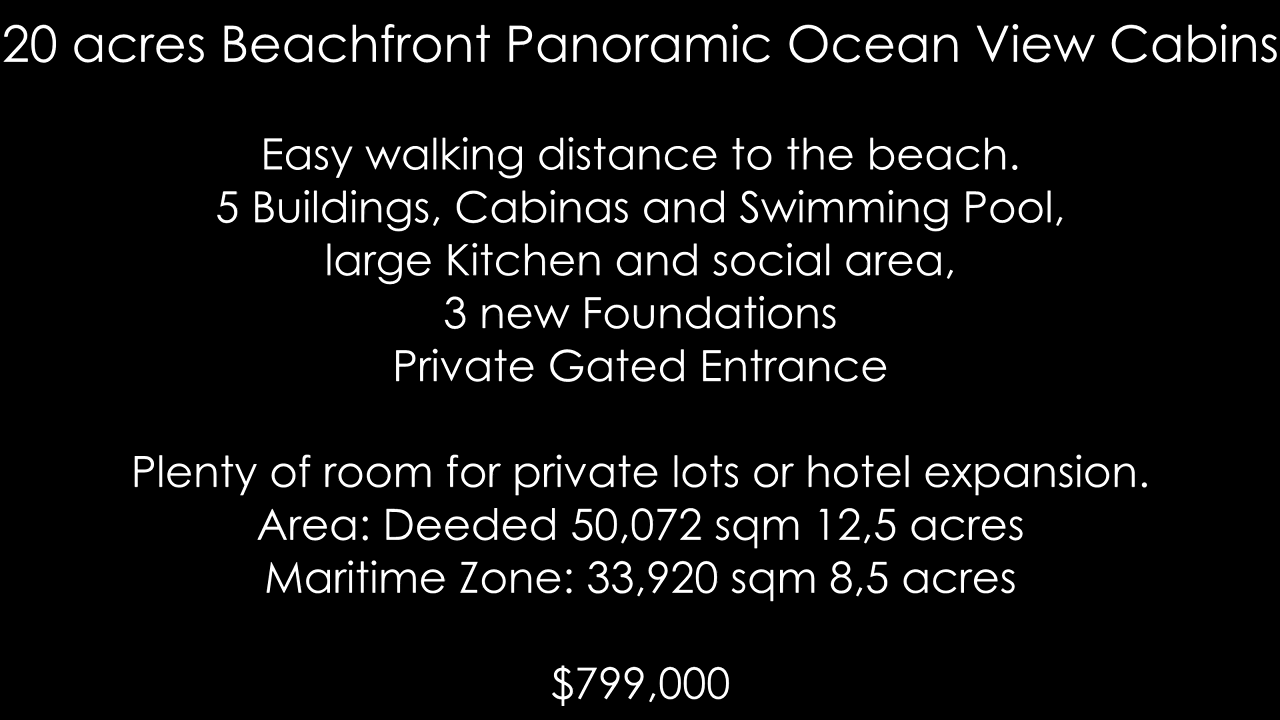 20 acres Beachfront Panoramic Ocean View Cabins
Easy walking distance to the beach.
5 Buildings, Cabinas and Swimming Pool,
large Kitchen and social area,
3 new Foundations
Private Gated Entrance
Plenty of room for private lots or hotel expansion.
Area: Deeded 50,072 sqm 12,5 acres
Maritime Zone: 33,920 sqm 8,5 acres
$799,000